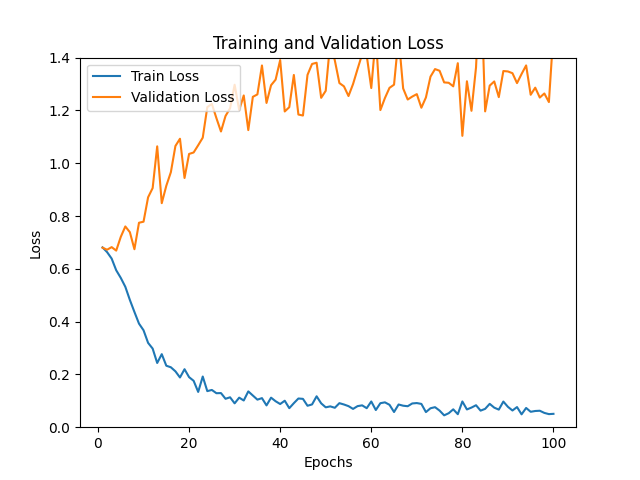 Training and Validation Loss
Train Loss
Validation Loss
1.4
1.2
1.0
0.8
0.6
0.4
0.2
0.0
Loss
0 20 40 60 80 100
Epochs